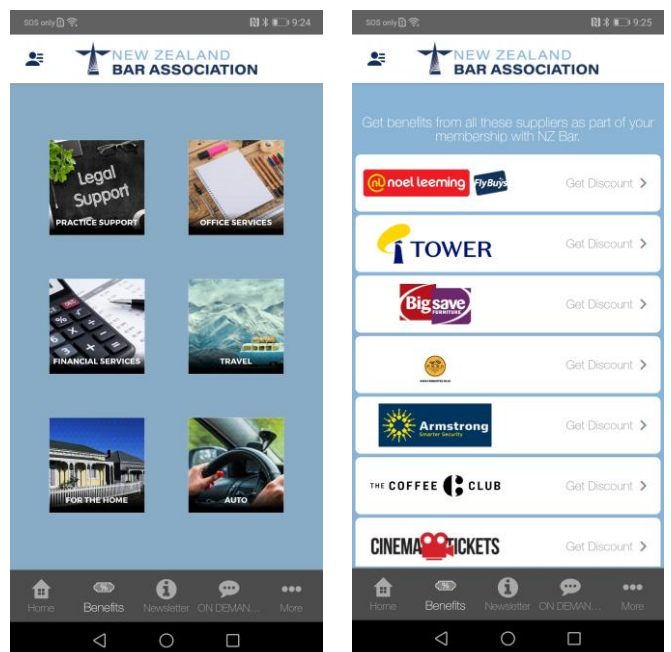 SOS only 9:24
NEW ZEALAND
BAR ASSOCIATION
Legal
Support
PRACTICE SUPPORT
OFFICE SERVICES
FINANCIAL SERVICES
TRAVEL
FOR THE HOME
AUTO
Home Benefits Newsletter ON DEMAN... More
SOS only 9:25
NEW ZEALAND
BAR ASSOCIATION
Get benefits from all these suppliers as part of your
membership with NZ Bar.
nl noel leeming FlyBuys Get Discount >
TOWER Get Discount >
Big save Get Discount >
FURNITURE
Get Discount >
Armstrong Get Discount >
Smarter Security
THE COFFEE CLUB Get Discount >
CINEMA TICKETS Get Discount >
Home Benefits Newsletter ON DEMAN... More